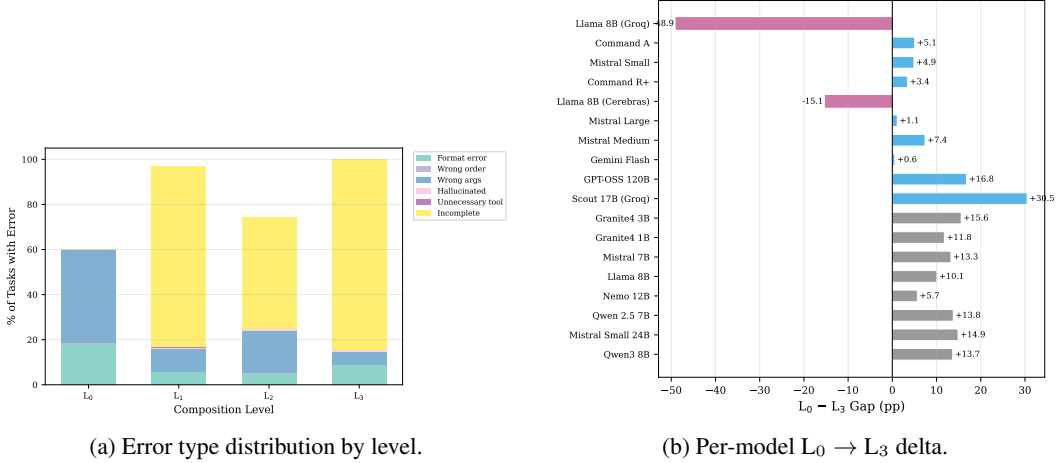 100
80
60
40
20
0
% of Tasks with Error
L₀
L₁
L₂
L₃
Composition Level
Format error
Wrong order
Wrong args
Hallucinated
Unnecessary tool
Incomplete
(a) Error type distribution by level.
Llama 8B (Groq)
Command A +5.1
Mistral Small +4.9
Command R+ +3.4
Llama 8B (Cerebras) -15.1
Mistral Large +1.1
Mistral Medium +7.4
Gemini Flash +0.6
GPT-OSS 120B +16.8
Scout 17B (Groq) +30.5
Granite4 3B +15.6
Granite4 1B +11.8
Mistral 7B +13.3
Llama 8B +10.1
Nemo 12B +5.7
Qwen 2.5 7B +13.8
Mistral Small 24B +14.9
Qwen3 8B +13.7
−50 −40 −30 −20 −10 0 10 20 30
L₀ − L₃ Gap (pp)
(b) Per-model L₀ → L₃ delta.